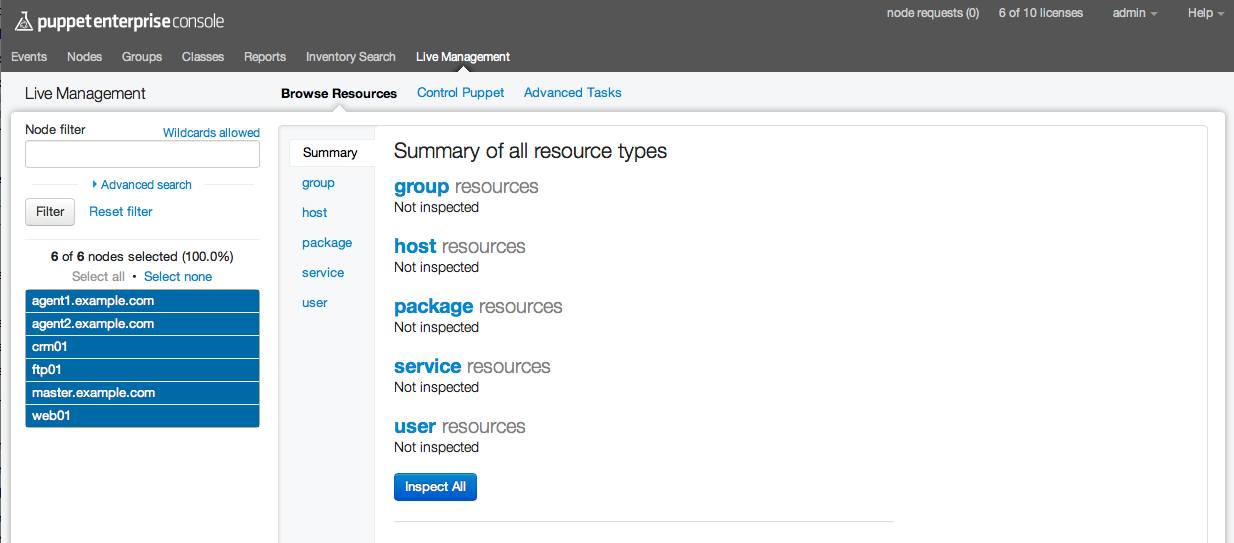 puppet enterprise console
node requests (0) 6 of 10 licenses admin Help
Events Nodes Groups Classes Reports Inventory Search Live Management
Live Management
Browse Resources Control Puppet Advanced Tasks
Node filter Wildcards allowed
Advanced search
Filter Reset filter
6 of 6 nodes selected (100.0%)
Select all • Select none
agent1.example.com
agent2.example.com
crm01
ftp01
master.example.com
web01
Summary
group
host
package
service
user
Summary of all resource types
group resources
Not inspected
host resources
Not inspected
package resources
Not inspected
service resources
Not inspected
user resources
Not inspected
Inspect All